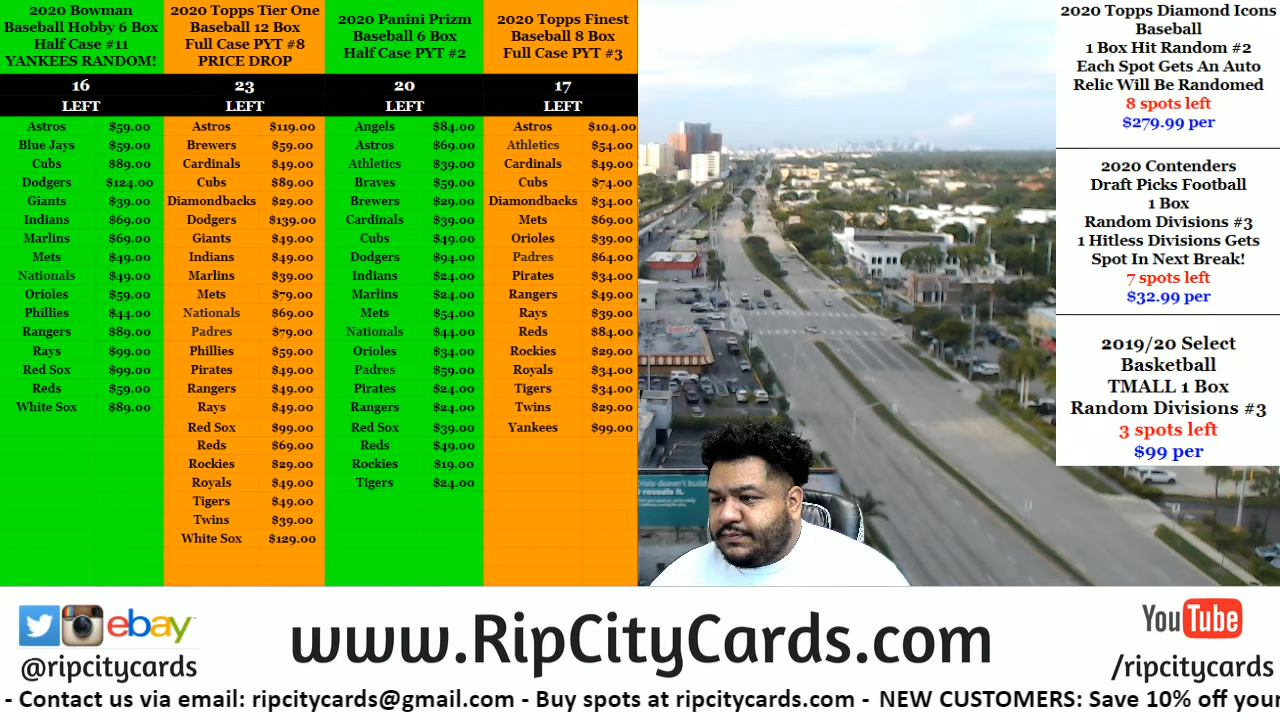 2020 Bowman
Baseball Hobby 6 Box
Half Case #11
YANKEES RANDOM!
16
LEFT
Astros $59.00
Blue Jays $59.00
Cubs $89.00
Dodgers $124.00
Giants $39.00
Indians $69.00
Marlins $69.00
Mets $49.00
Nationals $49.00
Orioles $59.00
Phillies $44.00
Rangers $89.00
Rays $99.00
Red Sox $99.00
Reds $59.00
White Sox $89.00
2020 Topps Tier One
Baseball 12 Box
Full Case PYT #8
PRICE DROP
23
LEFT
Astros $119.00
Brewers $59.00
Cardinals $49.00
Cubs $89.00
Diamondbacks $29.00
Dodgers $139.00
Giants $49.00
Indians $49.00
Marlins $39.00
Mets $79.00
Nationals $69.00
Padres $79.00
Phillies $59.00
Pirates $49.00
Rangers $49.00
Rays $49.00
Red Sox $99.00
Reds $69.00
Rockies $29.00
Royals $49.00
Tigers $49.00
Twins $39.00
White Sox $129.00
2020 Panini Prizm
Baseball 6 Box
Half Case PYT #2
20
LEFT
Angels $84.00
Astros $69.00
Athletics $39.00
Braves $59.00
Brewers $29.00
Cardinals $39.00
Cubs $49.00
Dodgers $94.00
Indians $24.00
Marlins $24.00
Mets $54.00
Nationals $44.00
Orioles $34.00
Padres $59.00
Pirates $24.00
Rangers $24.00
Red Sox $39.00
Reds $49.00
Rockies $19.00
Tigers $24.00
2020 Topps Finest
Baseball 8 Box
Full Case PYT #3
17
LEFT
Astros $104.00
Athletics $54.00
Cardinals $49.00
Cubs $74.00
Diamondbacks $34.00
Mets $69.00
Orioles $39.00
Padres $64.00
Pirates $34.00
Rangers $49.00
Rays $39.00
Reds $84.00
Rockies $29.00
Royals $34.00
Tigers $34.00
Twins $29.00
Yankees $99.00
2020 Topps Diamond Icons
Baseball
1 Box Hit Random #2
Each Spot Gets An Auto
Relic Will Be Randomed
8 spots left
$279.99 per
2020 Contenders
Draft Picks Football
1 Box
Random Divisions #3
1 Hitless Divisions Gets
Spot In Next Break!
7 spots left
$32.99 per
2019/20 Select
Basketball
TMALL 1 Box
Random Divisions #3
3 spots left
$99 per
doesn't
reveals it.
ebay
@ripcitycards
www.RipCityCards.com
YouTube
/ripcitycards
- Contact us via email: ripcitycards@gmail.com - Buy spots at ripcitycards.com - NEW CUSTOMERS: Save 10% off your